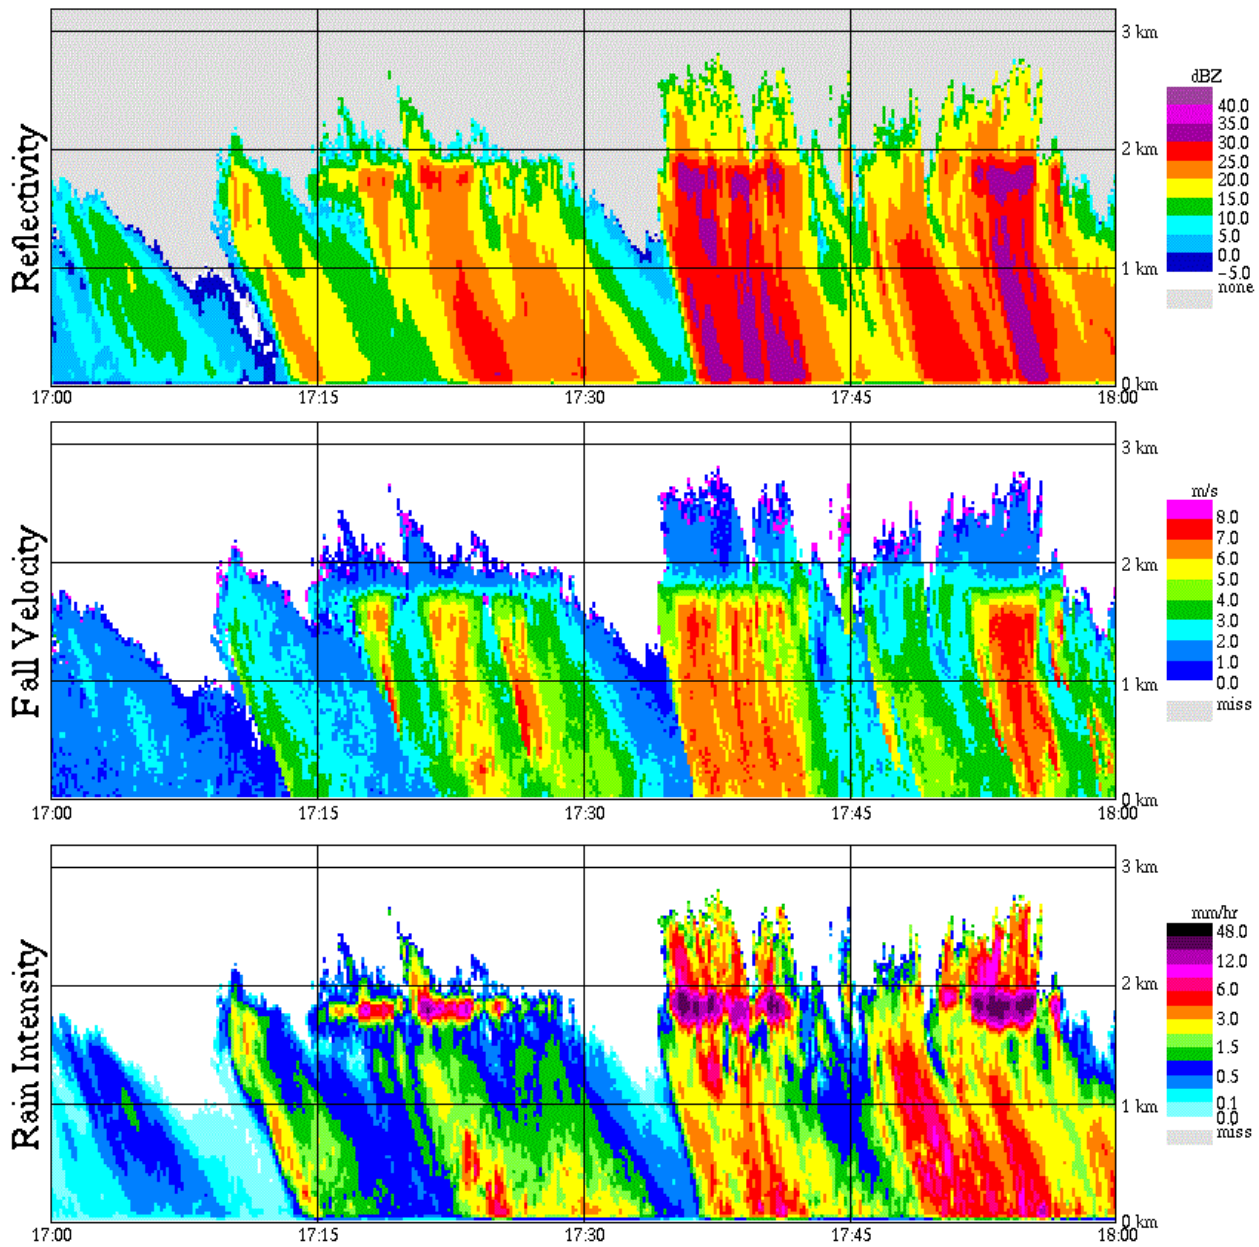 Reflectivity
3 km
2 km
1 km
0 km
17:00
17:15
17:30
17:45
18:00
dBZ
40.0
35.0
30.0
25.0
20.0
15.0
10.0
5.0
0.0
-5.0
none
Fall Velocity
3 km
2 km
1 km
0 km
17:00
17:15
17:30
17:45
18:00
m/s
8.0
7.0
6.0
5.0
4.0
3.0
2.0
1.0
0.0
miss
Rain Intensity
3 km
2 km
1 km
0 km
17:00
17:15
17:30
17:45
18:00
mm/hr
48.0
12.0
6.0
3.0
1.5
0.5
0.1
0.0
miss